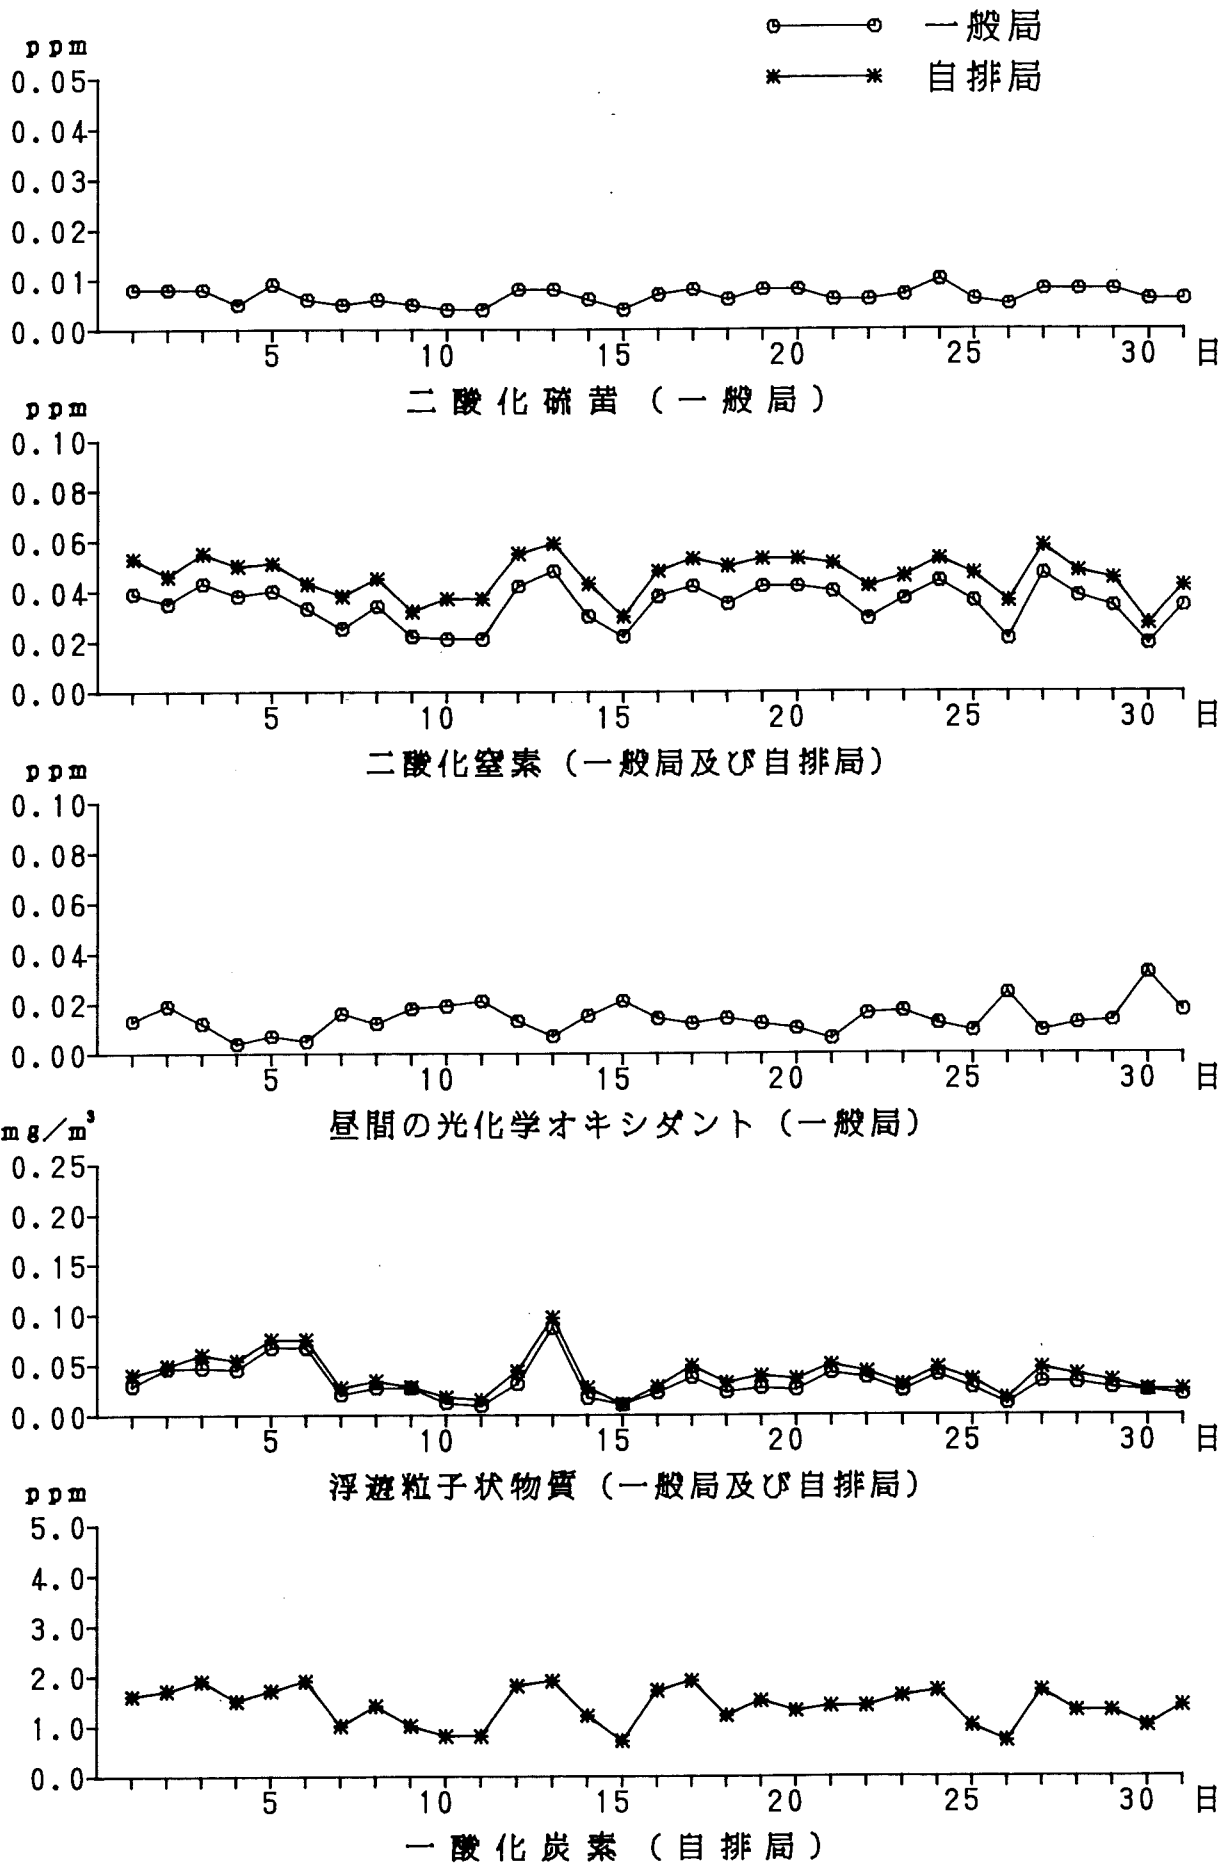 一般局
自排局
ppm
0.05
0.04
0.03
0.02
0.01
0.00
5 10 15 20 25 30 日
二酸化硫黄(一般局)
ppm
0.10
0.08
0.06
0.04
0.02
0.00
5 10 15 20 25 30 日
二酸化窒素(一般局及び自排局)
ppm
0.10
0.08
0.06
0.04
0.02
0.00
5 10 15 20 25 30 日
昼間の光化学オキシダント(一般局)
mg/m³
0.25
0.20
0.15
0.10
0.05
0.00
5 10 15 20 25 30 日
浮遊粒子状物質(一般局及び自排局)
ppm
5.0
4.0
3.0
2.0
1.0
0.0
5 10 15 20 25 30 日
一酸化炭素(自排局)